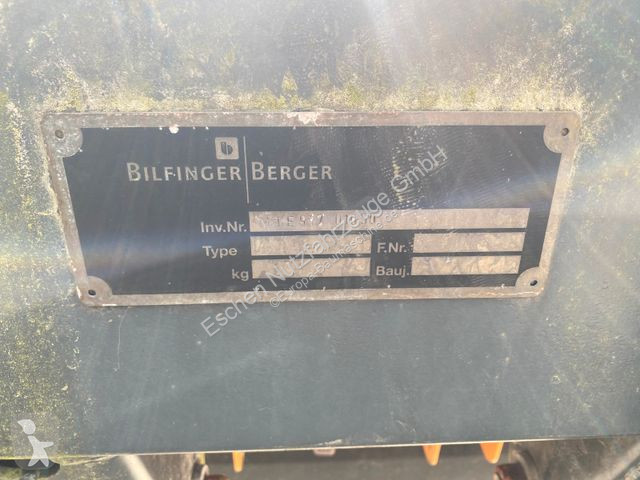 BILFINGER BERGER
Inv.Nr.
Type F.Nr.
kg Bauj.
Eschen Nutzfahrzeuge GmbH